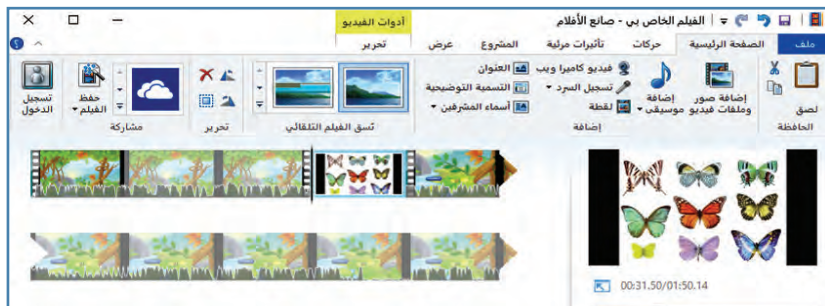 الفيلم الخاص بي - صانع الأفلام
أدوات الفيديو
ملف
الصفحة الرئيسية
حركات
تأثيرات مرئية
المشروع
عرض
تحرير
لصق
الحافظة
إضافة صور
وملفات فيديو
إضافة
موسيقى
فيديو كاميرا ويب
تسجيل السرد
لقطة
العنوان
التسمية التوضيحية
أسماء المشرفين
إضافة
نسق الفيلم التلقائي
تحرير
مشاركة
حفظ
الفيلم
تسجيل
الدخول
00:31.50/01:50.14